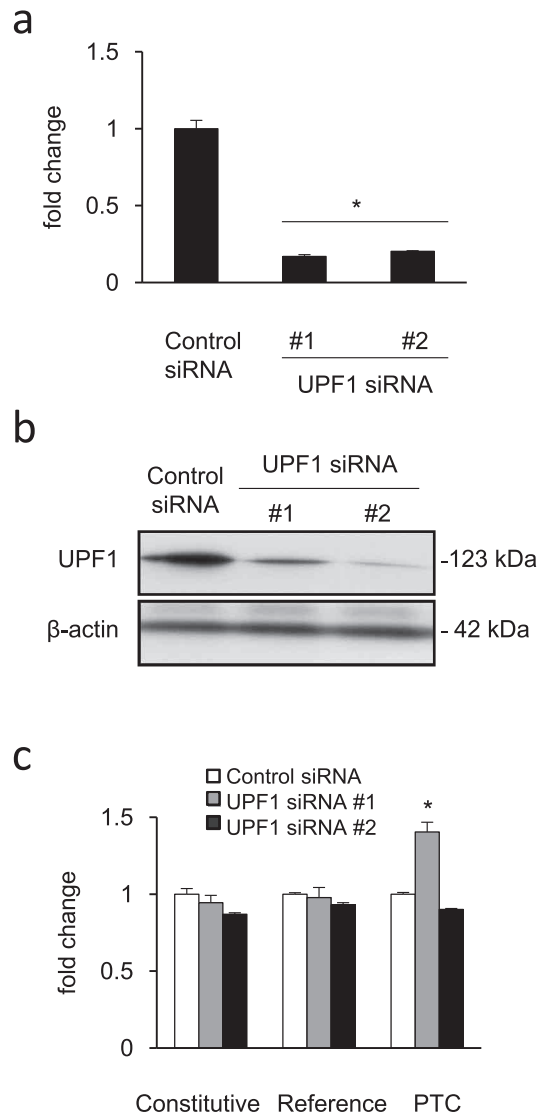 a
fold change
1.5
1
0.5
0
*
Control
siRNA
#1
#2
UPF1 siRNA
b
Control
siRNA
UPF1 siRNA
#1
#2
UPF1
-123 kDa
β-actin
- 42 kDa
c
Control siRNA
UPF1 siRNA #1
UPF1 siRNA #2
*
fold change
1.5
1
0.5
0
Constitutive
Reference
PTC